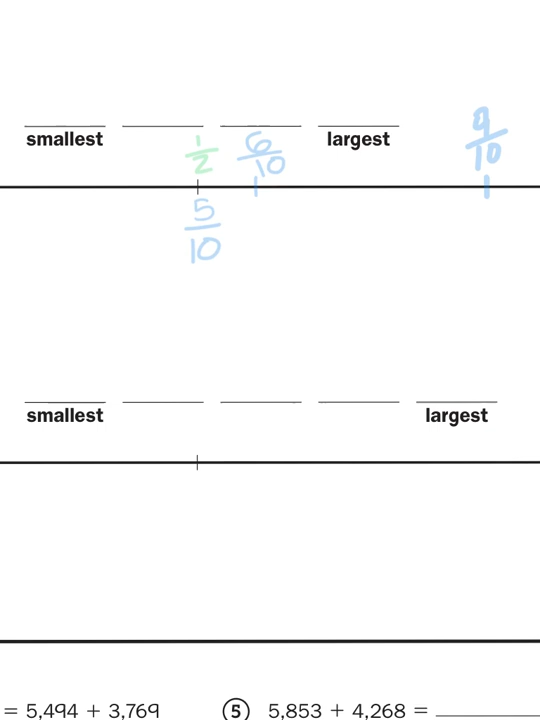 smallest largest
1/2 6/10 9/10
5/10
smallest largest
= 5,494 + 3,769 5 5,853 + 4,268 =